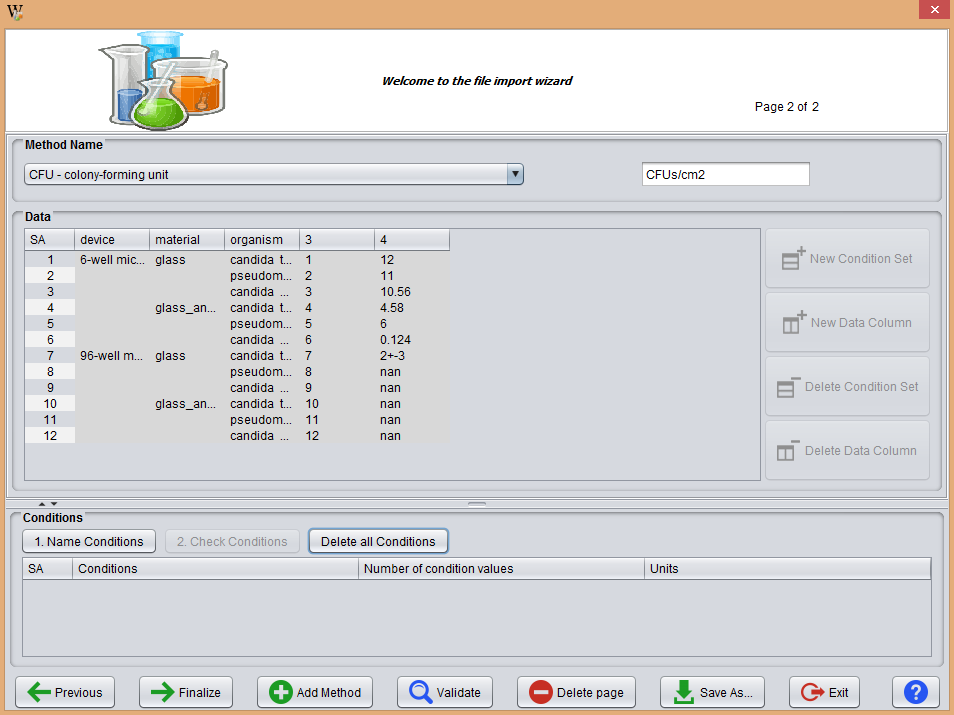 W
Welcome to the file import wizard
Page 2 of 2
Method Name
CFU - colony-forming unit
CFUs/cm2
Data
SA device material organism 3 4
1 6-well mic... glass candida t... 1 12
2 pseudom... 2 11
3 candida ... 3 10.56
4 glass_an... candida t... 4 4.58
5 pseudom... 5 6
6 candida ... 6 0.124
7 96-well m... glass candida t... 7 2+-3
8 pseudom... 8 nan
9 candida ... 9 nan
10 glass_an... candida t... 10 nan
11 pseudom... 11 nan
12 candida ... 12 nan
New Condition Set
New Data Column
Delete Condition Set
Delete Data Column
Conditions
1. Name Conditions 2. Check Conditions Delete all Conditions
SA Conditions Number of condition values Units
Previous Finalize Add Method Validate Delete page Save As... Exit ?